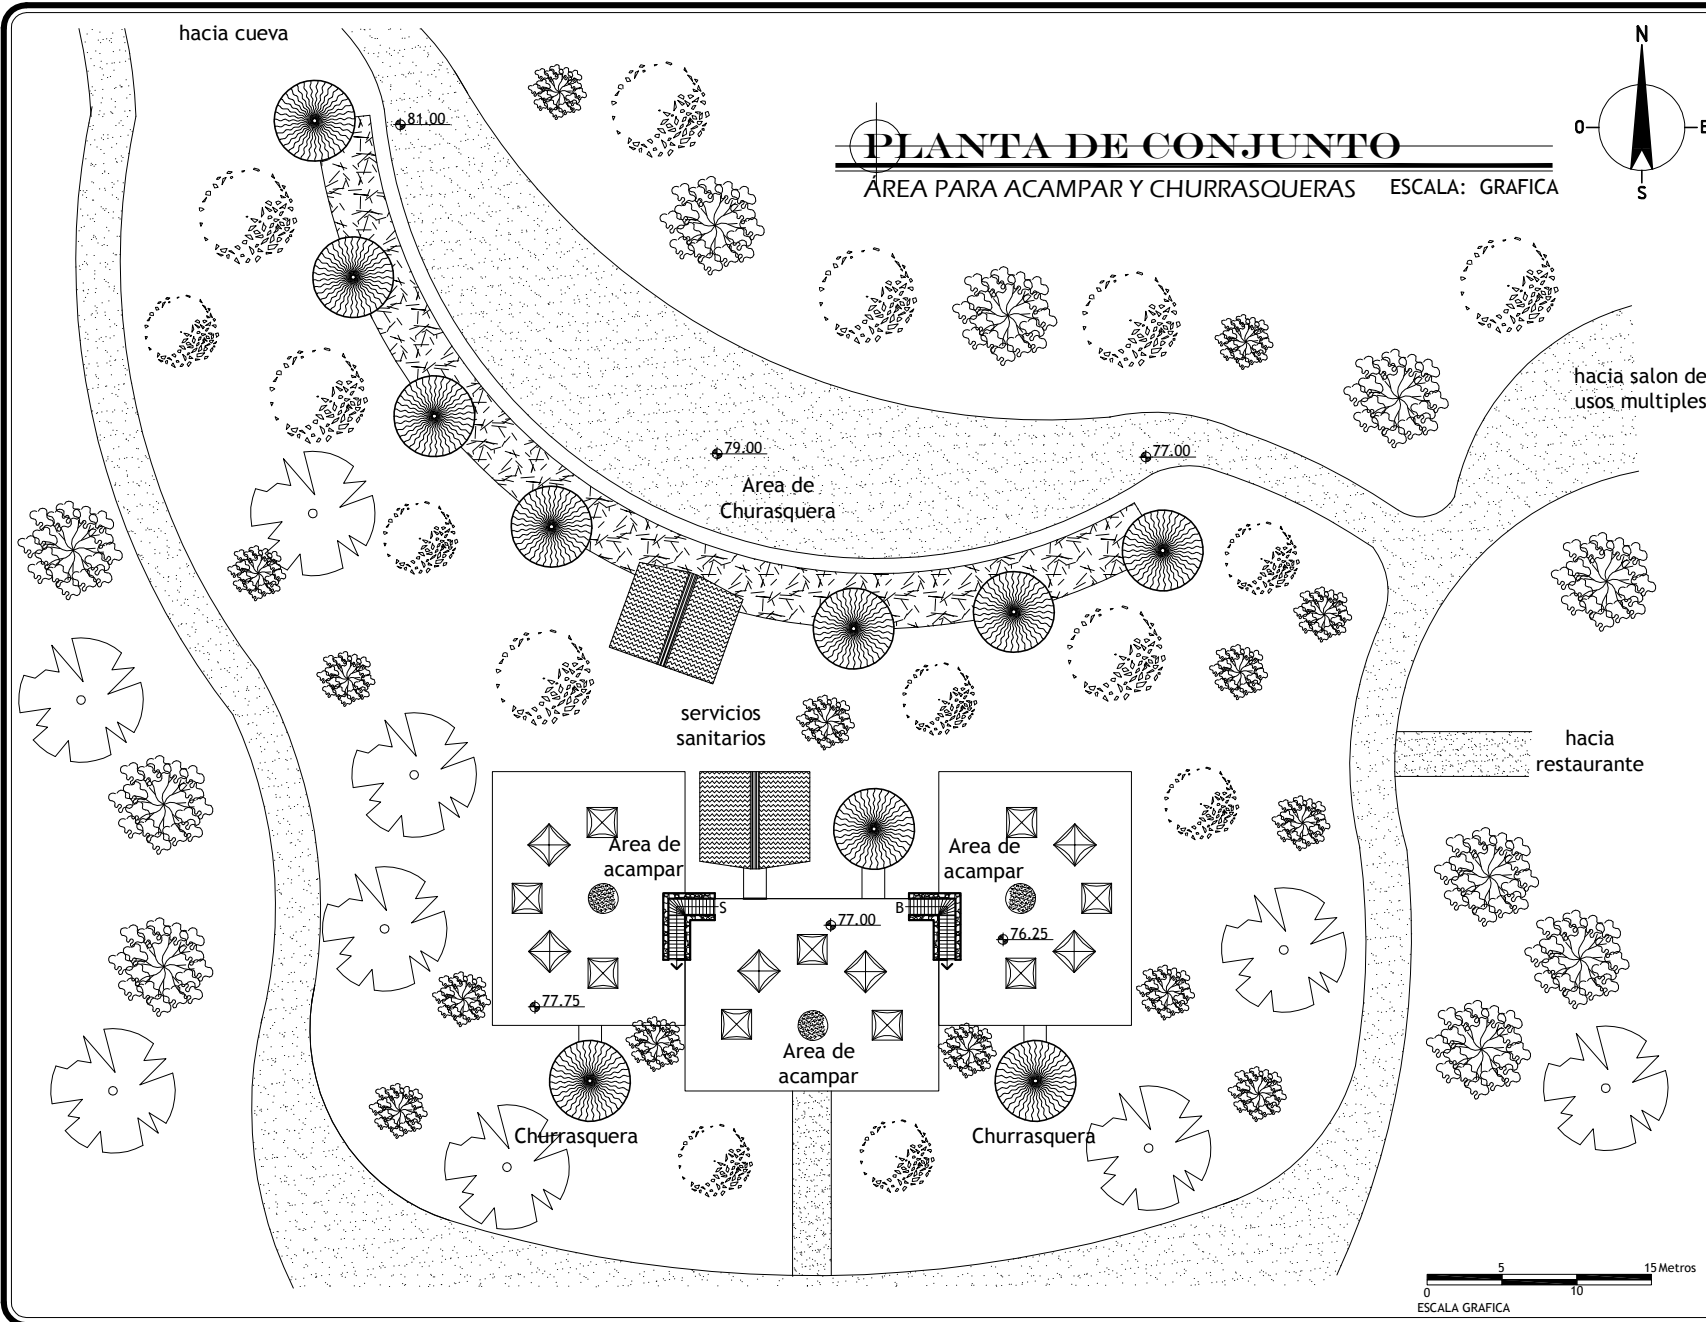 hacia cueva
N
O
E
S
81.00
PLANTA DE CONJUNTO
ÁREA PARA ACAMPAR Y CHURRASQUERAS ESCALA: GRAFICA
hacia salon de
usos multiples
79.00
77.00
Area de
Churasquera
servicios
sanitarios
hacia
restaurante
Area de
acampar
Area de
acampar
S
B
77.00
76.25
77.75
Area de
acampar
Churrasquera
Churrasquera
5
15 Metros
0
10
ESCALA GRAFICA